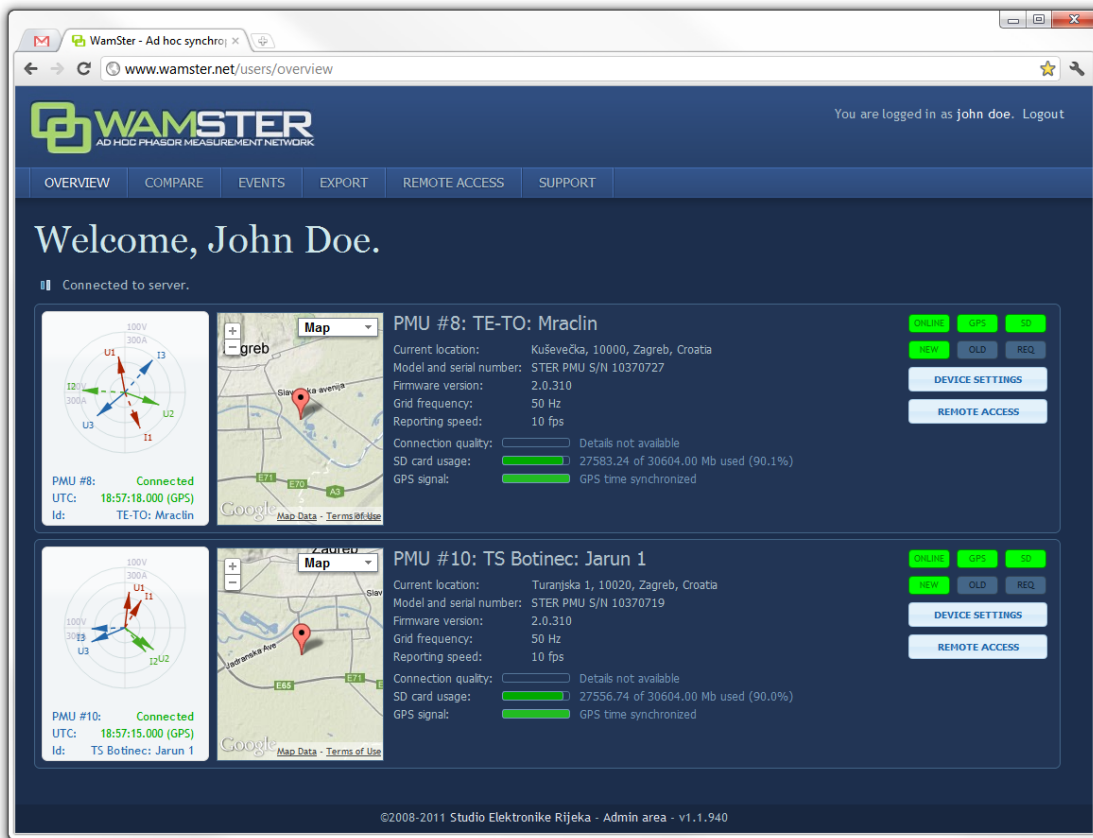 WamSter - Ad hoc synchro
www.wamster.net/users/overview
WAMSTER
AD HOC PHASOR MEASUREMENT NETWORK
You are logged in as john doe. Logout
OVERVIEW COMPARE EVENTS EXPORT REMOTE ACCESS SUPPORT
Welcome, John Doe.
Connected to server.
100V
300A
U1
I3
I2
300A
U3
U2
I1
PMU #8: Connected
UTC: 18:57:18.000 (GPS)
Id: TE-TO: Mraclin
+
−
Map
greb
E71
E70
A3
Google
Map Data - Terms of Use
PMU #8: TE-TO: Mraclin
Current location: Kuševečka, 10000, Zagreb, Croatia
Model and serial number: STER PMU S/N 10370727
Firmware version: 2.0.310
Grid frequency: 50 Hz
Reporting speed: 10 fps
Connection quality: Details not available
SD card usage: 27583.24 of 30604.00 Mb used (90.1%)
GPS signal: GPS time synchronized
ONLINE GPS SD
NEW OLD REQ
DEVICE SETTINGS
REMOTE ACCESS
100V
300A
U1
I1
100V
I3
U3
I2
U2
PMU #10: Connected
UTC: 18:57:15.000 (GPS)
Id: TS Botinec: Jarun 1
Zagreb
+
−
Map
Slav
Jadranska Ave
E65
E71
E
Google
Map Data - Terms of Use
PMU #10: TS Botinec: Jarun 1
Current location: Turanjska 1, 10020, Zagreb, Croatia
Model and serial number: STER PMU S/N 10370719
Firmware version: 2.0.310
Grid frequency: 50 Hz
Reporting speed: 10 fps
Connection quality: Details not available
SD card usage: 27556.74 of 30604.00 Mb used (90.0%)
GPS signal: GPS time synchronized
ONLINE GPS SD
NEW OLD REQ
DEVICE SETTINGS
REMOTE ACCESS
©2008-2011 Studio Elektronike Rijeka - Admin area - v1.1.940